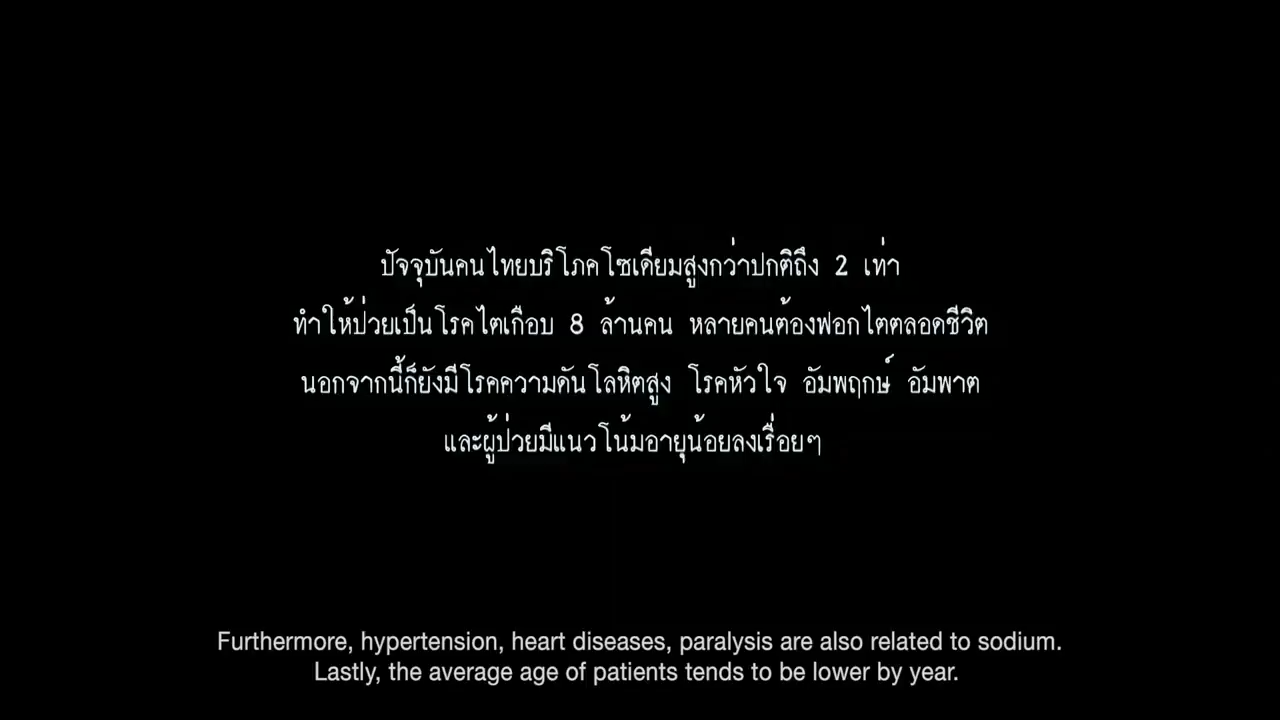 ปัจจุบันคนไทยบริโภคโซเดียมสูงกว่าปกติถึง 2 เท่า
ทำให้ป่วยเป็นโรคไตเกือบ 8 ล้านคน หลายคนต้องฟอกไตตลอดชีวิต
นอกจากนี้ก็ยังมีโรคความดันโลหิตสูง โรคหัวใจ อัมพฤกษ์ อัมพาต
และผู้ป่วยมีแนวโน้มอายุน้อยลงเรื่อยๆ
Furthermore, hypertension, heart diseases, paralysis are also related to sodium.
Lastly, the average age of patients tends to be lower by year.